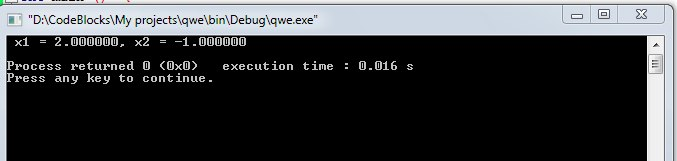 "D:\CodeBlocks\My projects\qwe\bin\Debug\qwe.exe"
x1 = 2.000000, x2 = -1.000000
Process returned 0 (0x0)   execution time : 0.016 s
Press any key to continue.